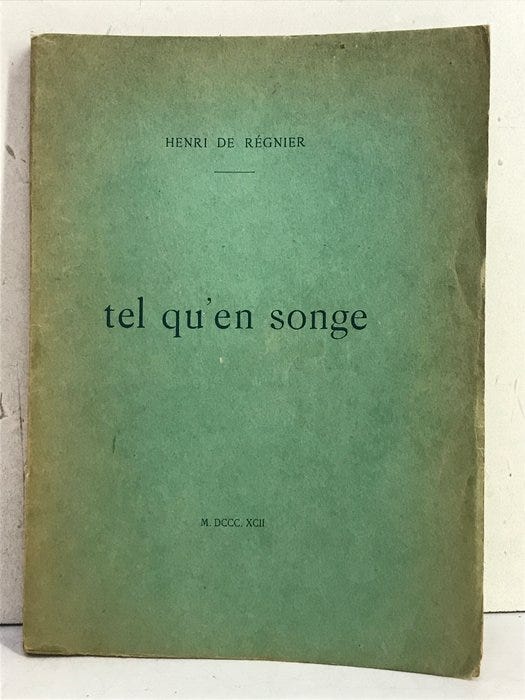 HENRI DE RÉGNIER
tel qu'en songe
M. DCCC. XCII